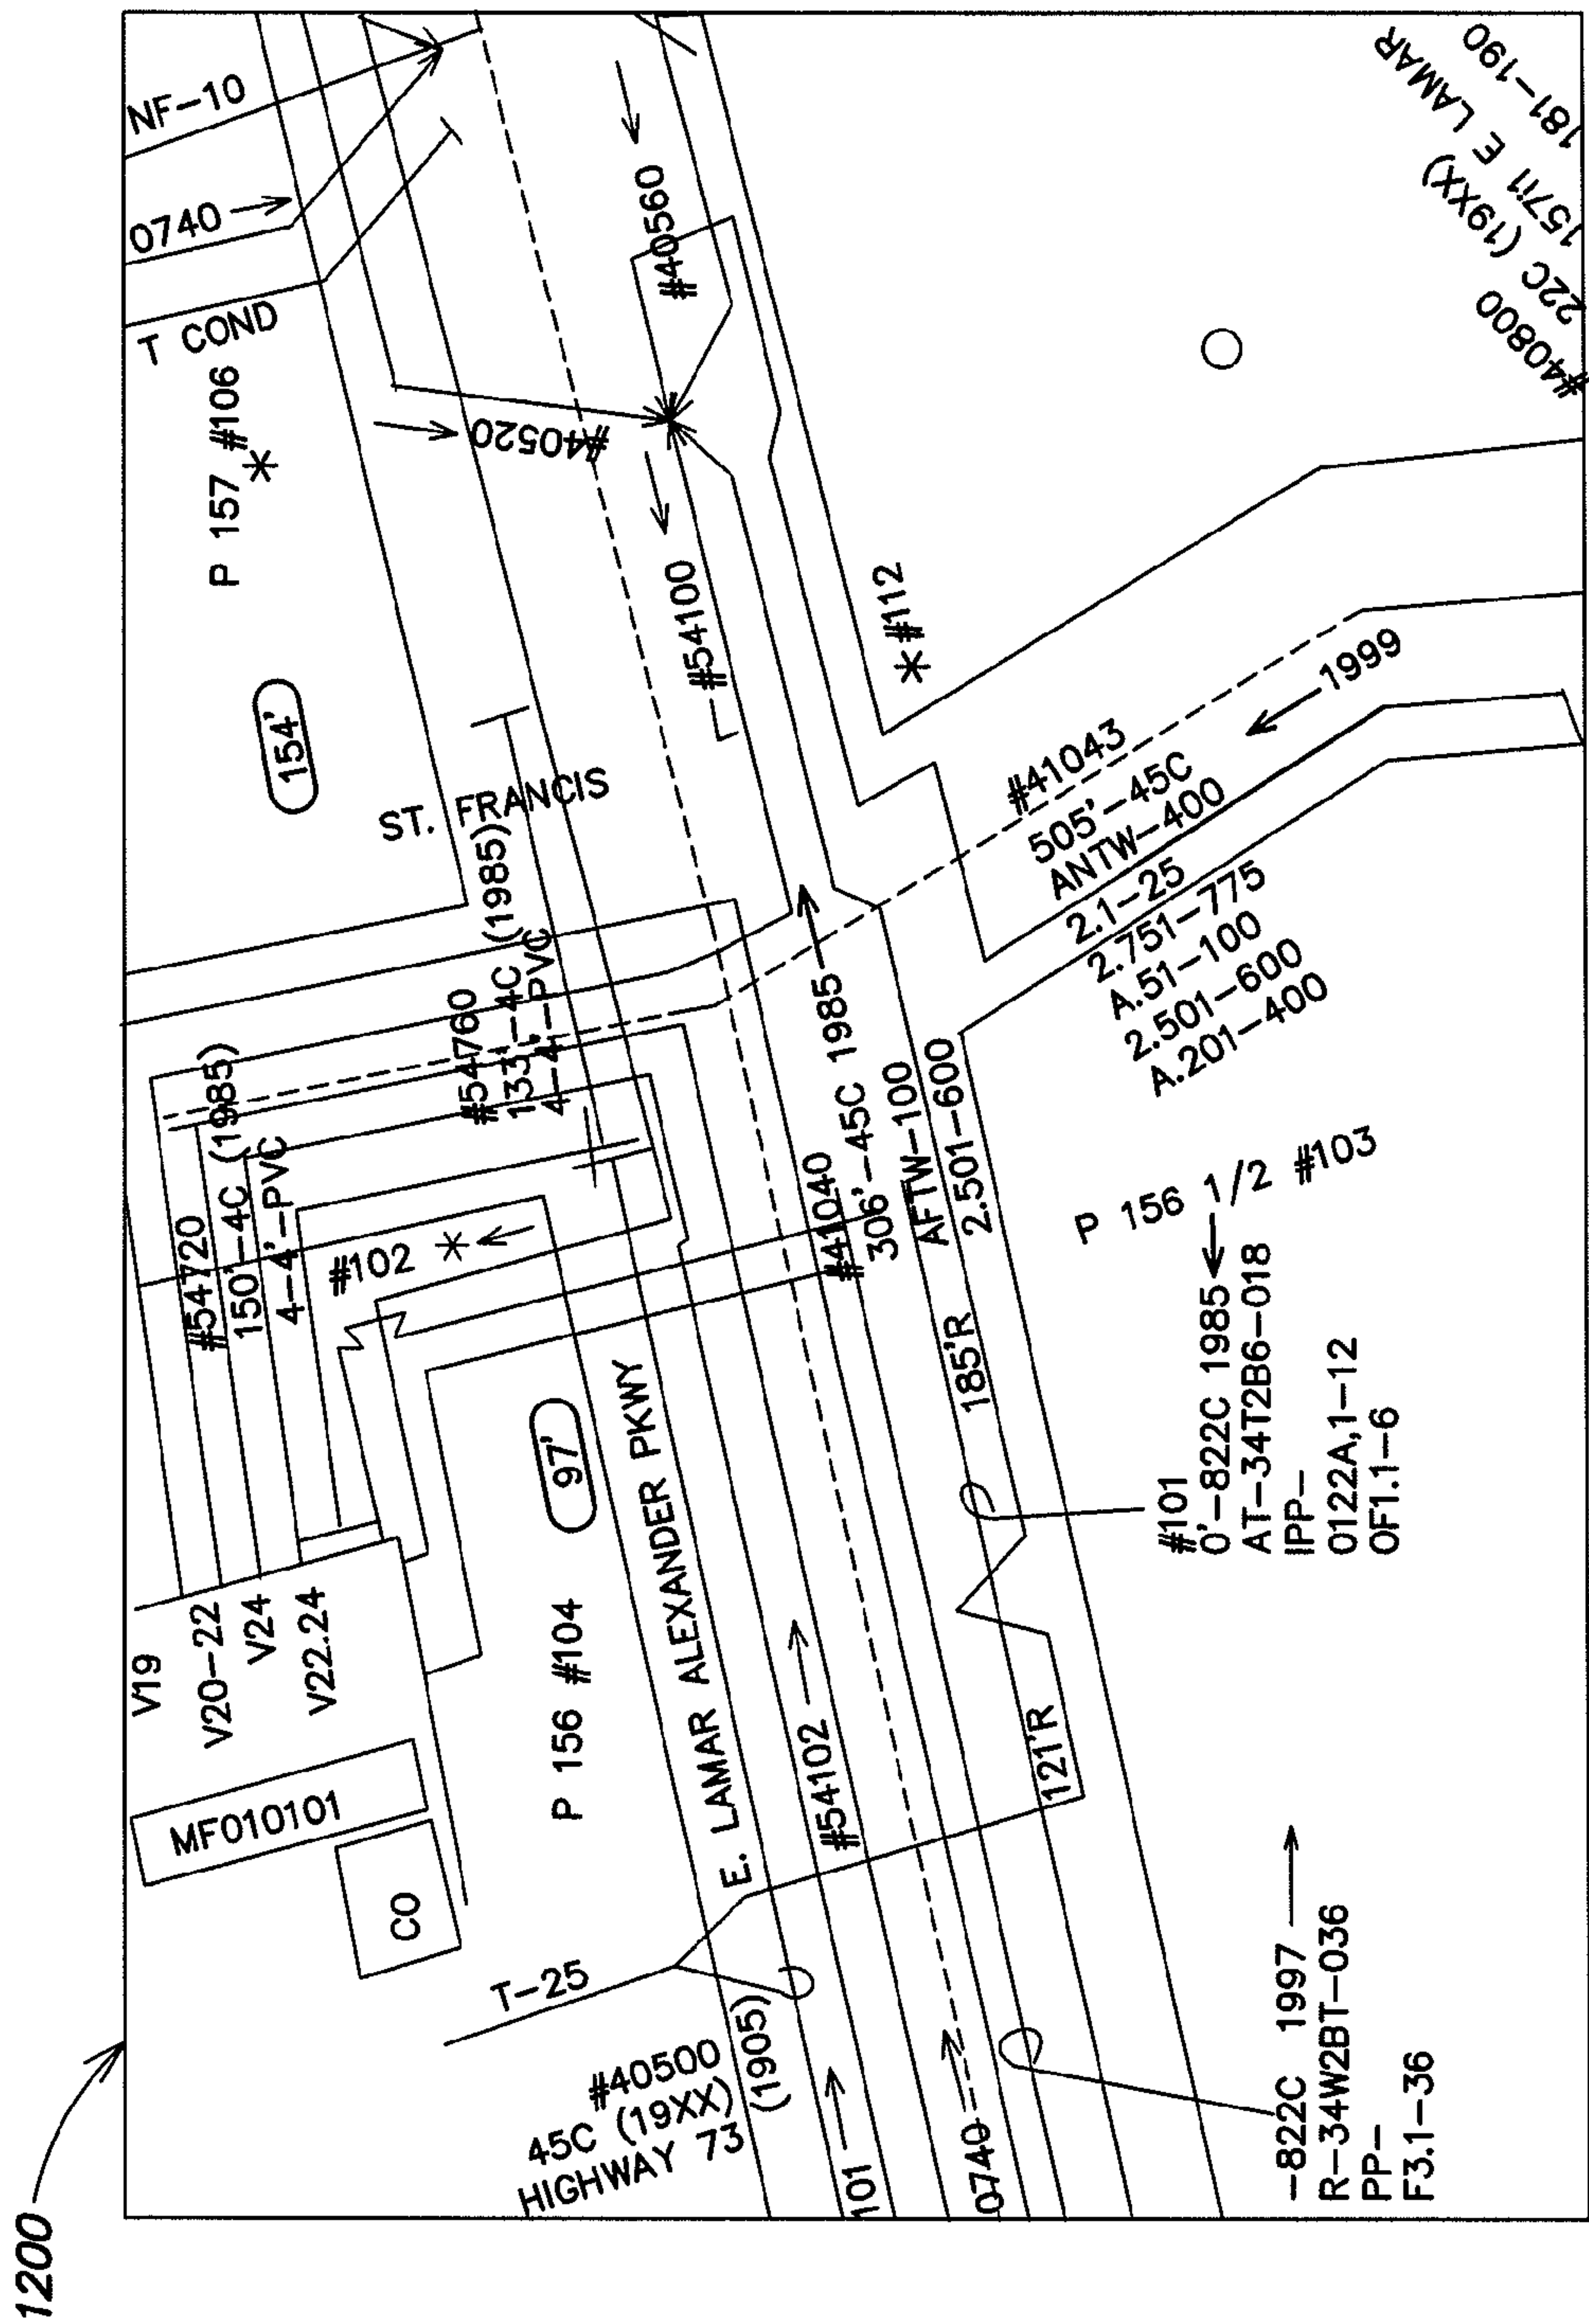 1200
V19
V20-22
V24
V22.24
MF010101
CO
#54720
150'-4C (1985)
4-4'-PVC
#102
#54760
133'-4C (1985)
4-4'-PVC
ST. FRANCIS
154'
P 157 #106
T COND
0740
NF-10
#40520
#40560
#54100
#112
97'
P 156 #104
E. LAMAR ALEXANDER PKWY
T-25
#40500
45C (19XX)
HIGHWAY 73 (1905)
101
0740
#54102
121'R
185'R
#41040
306'-45C 1985
AFTW-100
2.501-600
#41043
505'-45C
ANTW-400
2.1-25
2.751-775
A.51-100
2.501-600
A.201-400
1999
P 156 1/2 #103
#101
0'-822C 1985
AT-34T2B6-018
IPP-
0122A,1-12
OF1.1-6
-822C 1997
R-34W2BT-036
PP-
F3.1-36
#40800
22C (19XX)
157i1 E LAMAR
181-190